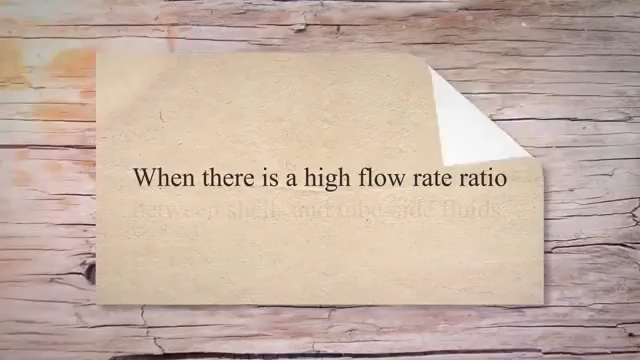 When there is a high flow rate ratio
between shell- and tube-side fluids